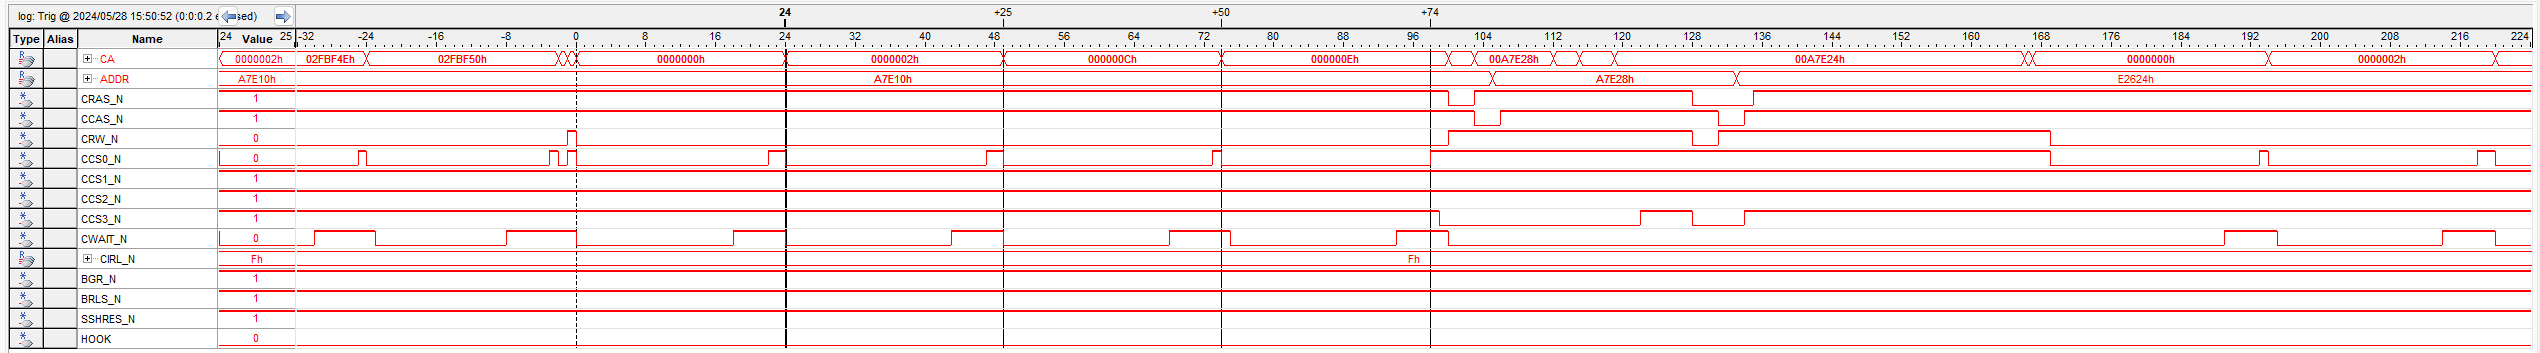 log: Trig @ 2024/05/28 15:50:52 (0:0:0.2 e sed) 24 +25 +50 +74
Type Alias Name 24 Value 25 -32 -24 -16 -8 0 8 16 24 32 40 48 56 64 72 80 88 96 104 112 120 128 136 144 152 160 168 176 184 192 200 208 216 224
CA 0000002h 02FBF4Eh 02FBF50h 0000000h 0000002h 000000Ch 000000Eh 00A7E28h 00A7E24h 0000000h 0000002h
ADDR A7E10h A7E10h A7E28h E2624h
CRAS_N 1
CCAS_N 1
CRW_N 0
CCS0_N 0
CCS1_N 1
CCS2_N 1
CCS3_N 1
CWAIT_N 0
CIRL_N Fh Fh
BGR_N 1
BRLS_N 1
SSHRES_N 1
HOOK 0